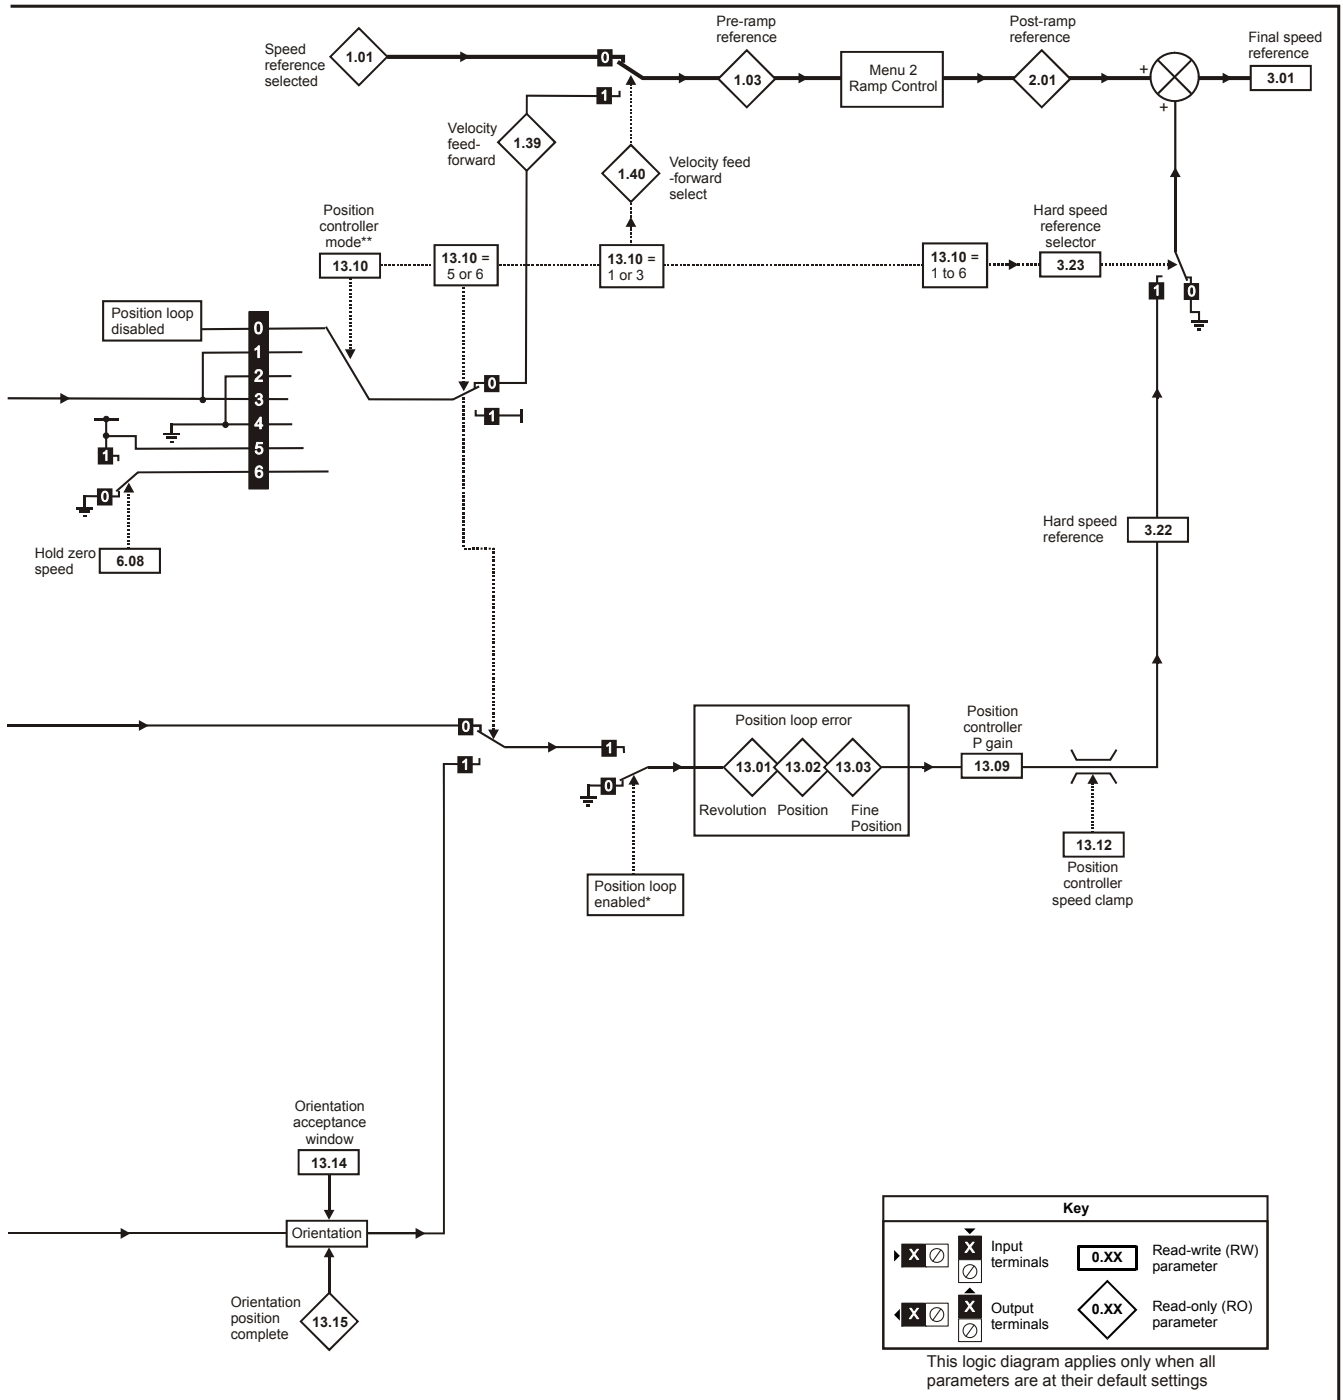 Speed
reference
selected
1.01
0
1
Pre-ramp
reference
1.03
Menu 2
Ramp Control
Post-ramp
reference
2.01
+
+
Final speed
reference
3.01
Velocity
feed-
forward
1.39
1.40
Velocity feed
-forward
select
Position
controller
mode**
13.10
13.10 =
5 or 6
13.10 =
1 or 3
13.10 =
1 to 6
Hard speed
reference
selector
3.23
1
0
Position loop
disabled
0
1
2
3
4
5
6
0
1
1
0
Hold zero
speed
6.08
Hard speed
reference
3.22
0
1
1
0
Position loop error
13.01
13.02
13.03
Revolution
Position
Fine
Position
Position
controller
P gain
13.09
13.12
Position
controller
speed clamp
Position loop
enabled*
Orientation
acceptance
window
13.14
Orientation
Orientation
position
complete
13.15
Key
X
X
Input
terminals
0.XX
Read-write (RW)
parameter
X
X
Output
terminals
0.XX
Read-only (RO)
parameter
This logic diagram applies only when all
parameters are at their default settings